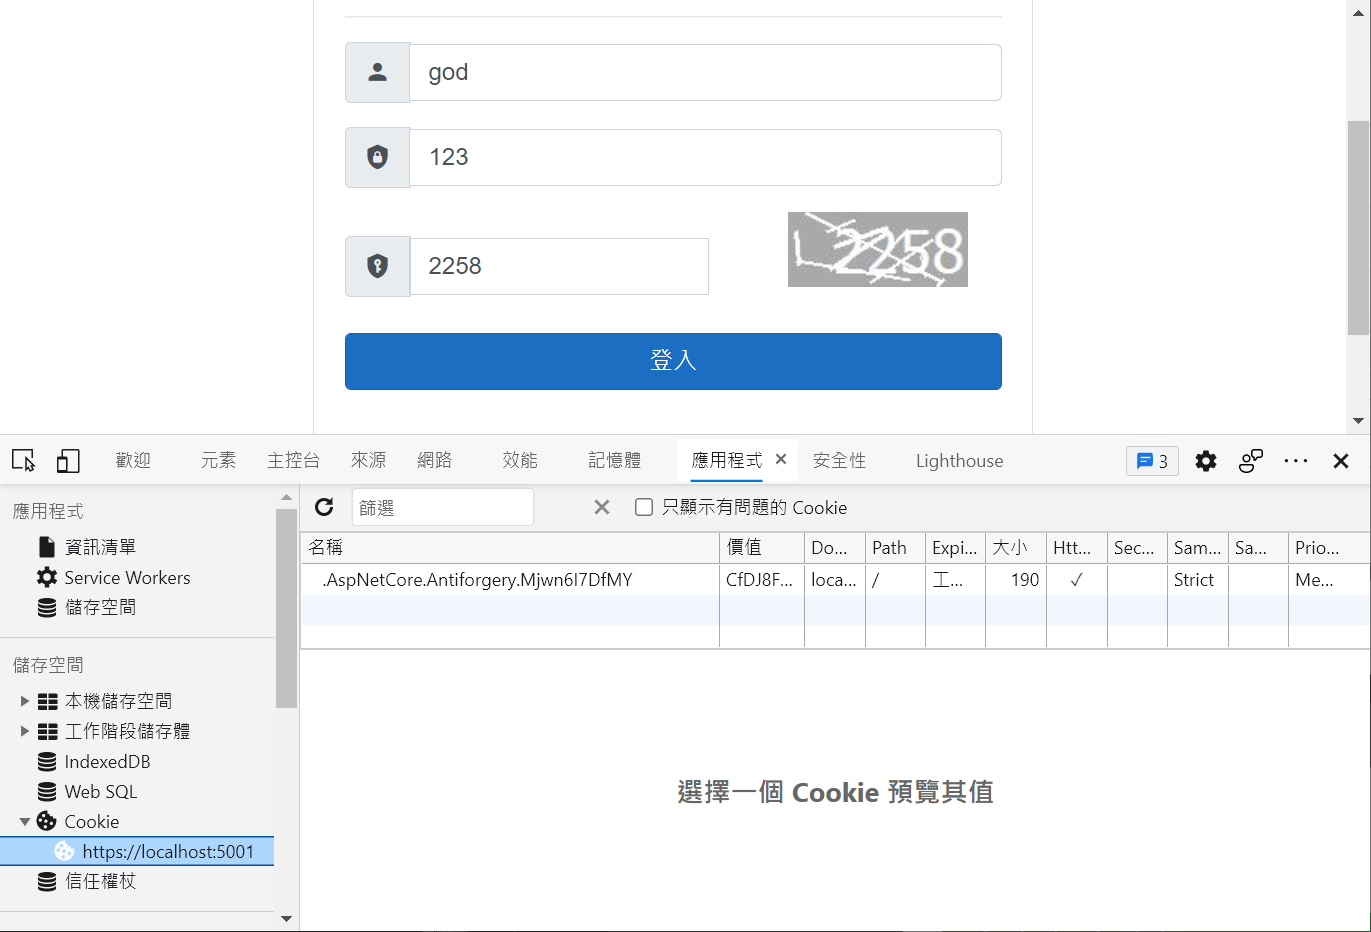 god
123
2258
2258
登入
歡迎 元素 主控台 來源 網路 效能 記憶體 應用程式 安全性 Lighthouse 3
應用程式
資訊清單
Service Workers
儲存空間
儲存空間
本機儲存空間
工作階段儲存體
IndexedDB
Web SQL
Cookie
https://localhost:5001
信任權杖
篩選 只顯示有問題的 Cookie
名稱 價值 Do... Path Expi... 大小 Htt... Sec... Sam... Sa... Prio...
.AspNetCore.Antiforgery.Mjwn6I7DfMY CfDJ8F... loca... / 工... 190 ✓ Strict Me...
選擇一個 Cookie 預覽其值